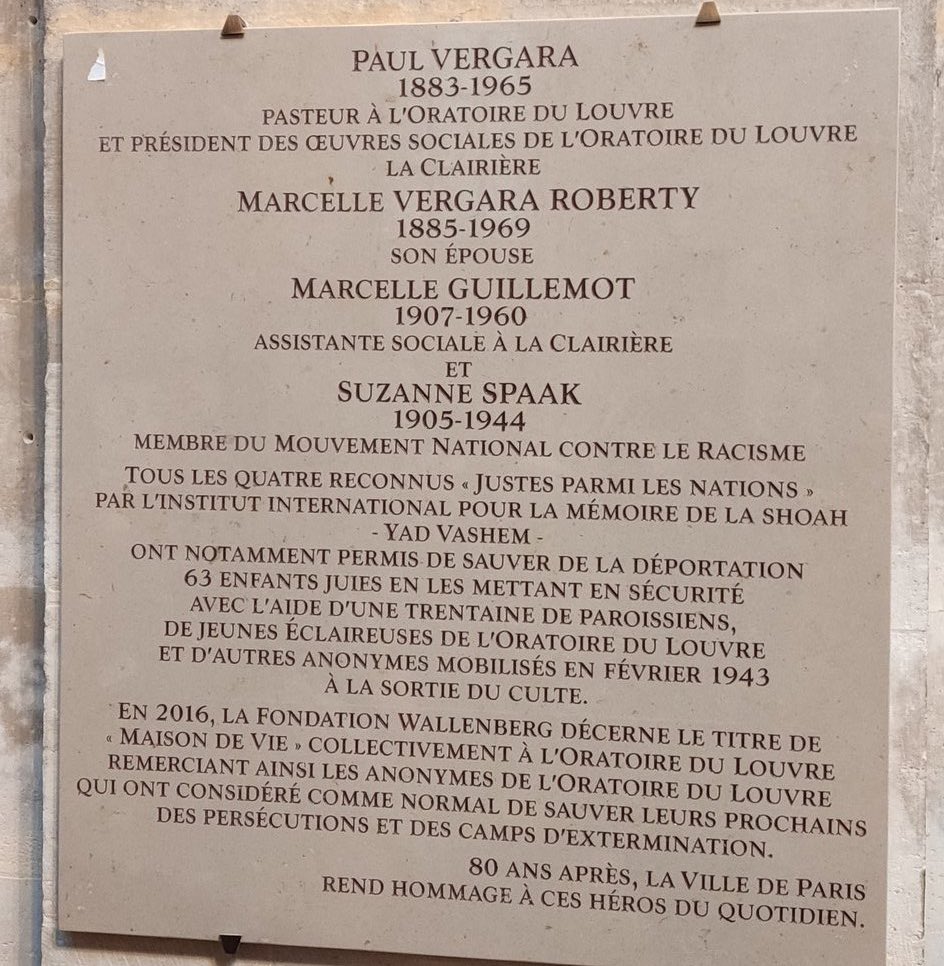 PAUL VERGARA
1883-1965
PASTEUR À L'ORATOIRE DU LOUVRE
ET PRÉSIDENT DES ŒUVRES SOCIALES DE L'ORATOIRE DU LOUVRE
LA CLAIRIÈRE
MARCELLE VERGARA ROBERTY
1885-1969
SON ÉPOUSE
MARCELLE GUILLEMOT
1907-1960
ASSISTANTE SOCIALE À LA CLAIRIÈRE
ET
SUZANNE SPAAK
1905-1944
MEMBRE DU MOUVEMENT NATIONAL CONTRE LE RACISME
TOUS LES QUATRE RECONNUS « JUSTES PARMI LES NATIONS »
PAR L'INSTITUT INTERNATIONAL POUR LA MÉMOIRE DE LA SHOAH
- YAD VASHEM -
ONT NOTAMMENT PERMIS DE SAUVER DE LA DÉPORTATION
63 ENFANTS JUIFS EN LES METTANT EN SÉCURITÉ
AVEC L'AIDE D'UNE TRENTAINE DE PAROISSIENS,
DE JEUNES ÉCLAIREUSES DE L'ORATOIRE DU LOUVRE
ET D'AUTRES ANONYMES MOBILISÉS EN FÉVRIER 1943
À LA SORTIE DU CULTE.
EN 2016, LA FONDATION WALLENBERG DÉCERNE LE TITRE DE
« MAISON DE VIE » COLLECTIVEMENT À L'ORATOIRE DU LOUVRE
REMERCIANT AINSI LES ANONYMES DE L'ORATOIRE DU LOUVRE
QUI ONT CONSIDÉRÉ COMME NORMAL DE SAUVER LEURS PROCHAINS
DES PERSÉCUTIONS ET DES CAMPS D'EXTERMINATION.
80 ANS APRÈS, LA VILLE DE PARIS
REND HOMMAGE À CES HÉROS DU QUOTIDIEN.